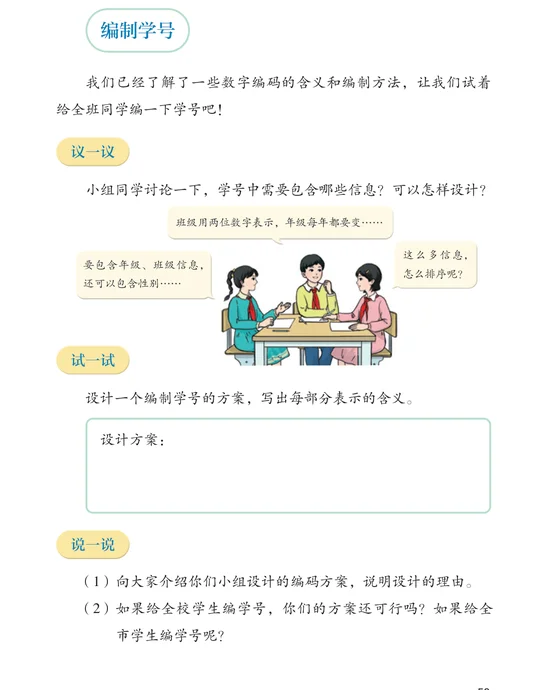 编制学号
我们已经了解了一些数字编码的含义和编制方法，让我们试着
给全班同学编一下学号吧！
议一议
小组同学讨论一下，学号中需要包含哪些信息？可以怎样设计？
班级用两位数字表示，年级每年都要变……
要包含年级、班级信息，
还可以包含性别……
这么多信息，
怎么排序呢？
试一试
设计一个编制学号的方案，写出每部分表示的含义。
设计方案：
说一说
（1）向大家介绍你们小组设计的编码方案，说明设计的理由。
（2）如果给全校学生编学号，你们的方案还可行吗？如果给全
市学生编学号呢？